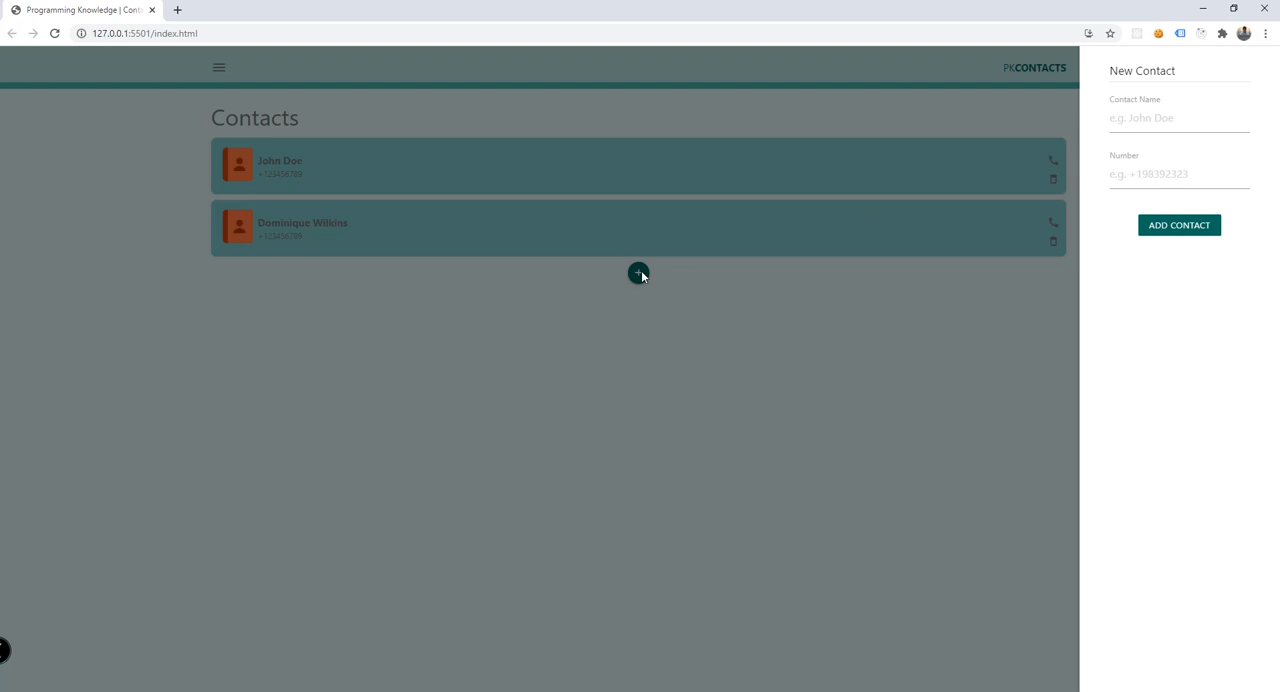 Programming Knowledge | Conta
127.0.0.1:5501/index.html
PKCONTACTS
Contacts
John Doe
+123456789
Dominique Wilkins
+123456789
New Contact
Contact Name
e.g. John Doe
Number
e.g. +198392323
ADD CONTACT